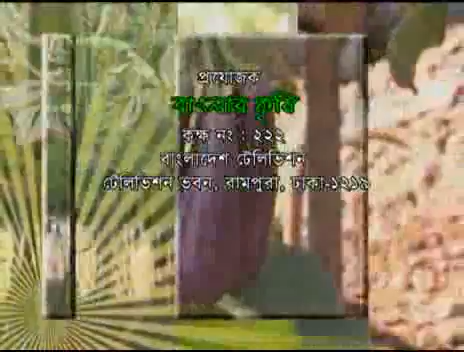 প্রযোজক
বাংলার কৃষি
কক্ষ নং : ২২২
বাংলাদেশ টেলিভিশন
টেলিভিশন ভবন, রামপুরা, ঢাকা-১২১৯